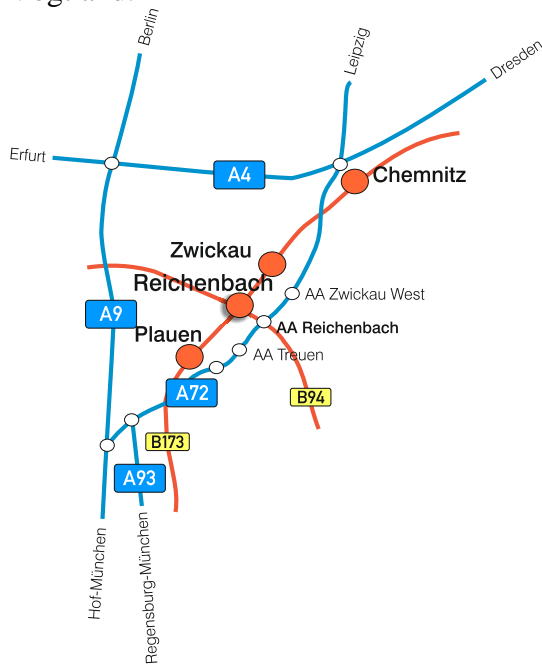 Berlin
Leipzig
Dresden
Erfurt
A4
Chemnitz
Zwickau
Reichenbach
AA Zwickau West
A9
AA Reichenbach
Plauen
AA Treuen
A72
B94
B173
A93
Hof-München
Regensburg-München